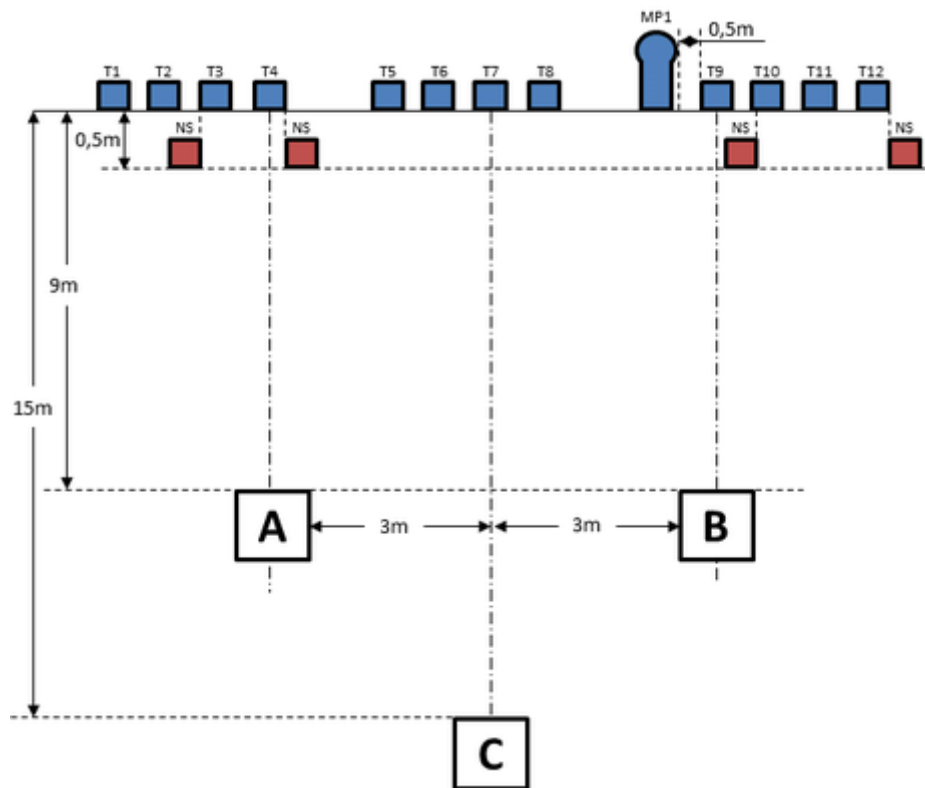 MP1
0,5m
T1 T2 T3 T4 T5 T6 T7 T8 T9 T10 T11 T12
0,5m NS NS NS NS
9m
15m
A 3m 3m B
C